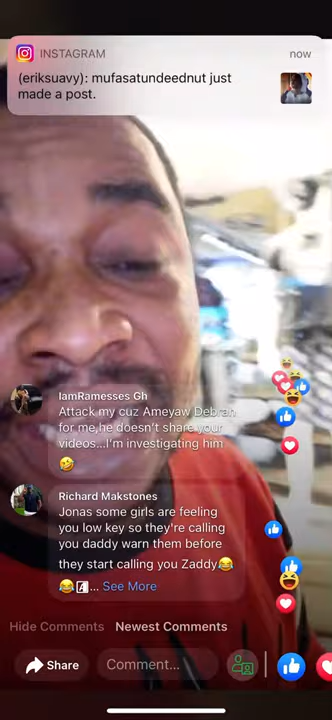 INSTAGRAM
now
(eriksuavy): mufasatundeednut just
made a post.
IamRamesses Gh
Attack my cuz Ameyaw Debrah
for me,he doesn't share your
videos...I'm investigating him
🤣
Richard Makstones
Jonas some girls are feeling
you low key so they're calling
you daddy warn them before
they start calling you Zaddy😂
😂... See More
Hide Comments Newest Comments
Share
Comment...